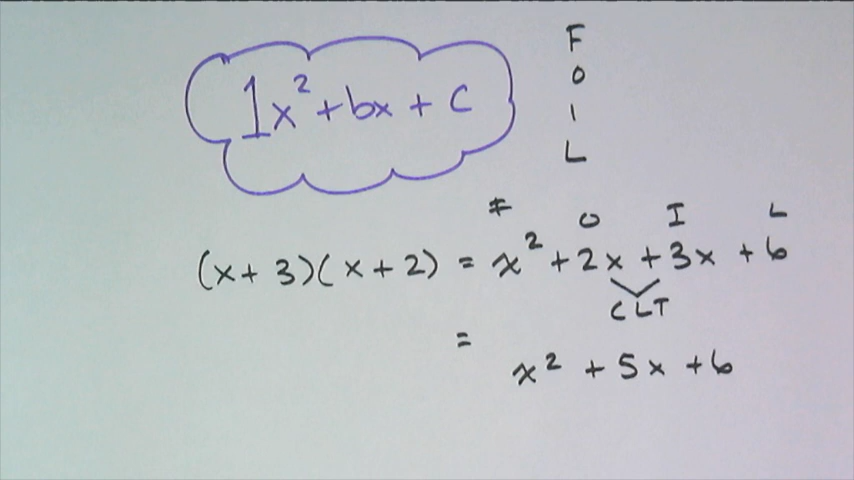 1x² + bx + c
F
O
I
L
F O I L
(x + 3)(x + 2) = x² + 2x + 3x + 6
CLT
=
x² + 5x + 6